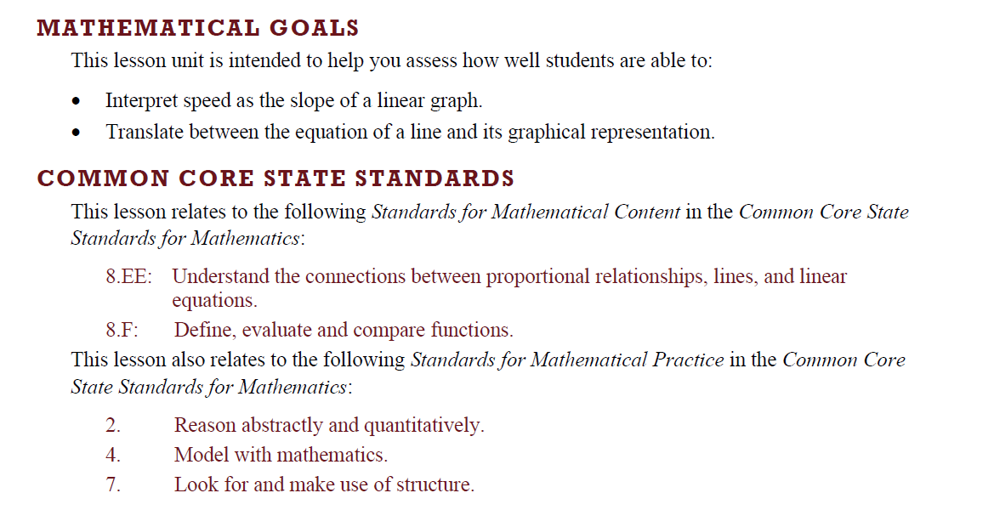 MATHEMATICAL GOALS
This lesson unit is intended to help you assess how well students are able to:
• Interpret speed as the slope of a linear graph.
• Translate between the equation of a line and its graphical representation.
COMMON CORE STATE STANDARDS
This lesson relates to the following Standards for Mathematical Content in the Common Core State
Standards for Mathematics:
8.EE: Understand the connections between proportional relationships, lines, and linear
equations.
8.F: Define, evaluate and compare functions.
This lesson also relates to the following Standards for Mathematical Practice in the Common Core
State Standards for Mathematics:
2. Reason abstractly and quantitatively.
4. Model with mathematics.
7. Look for and make use of structure.